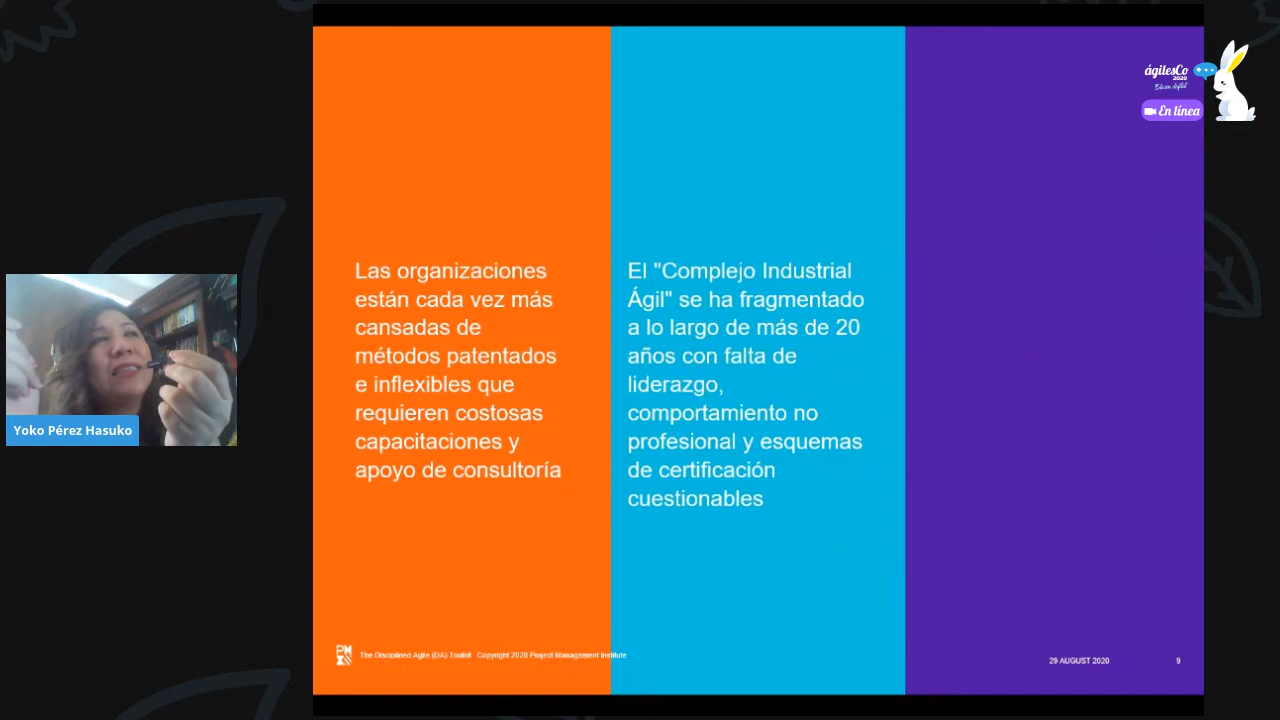 Las organizaciones
están cada vez más
cansadas de
métodos patentados
e inflexibles que
requieren costosas
capacitaciones y
apoyo de consultoría
El "Complejo Industrial
Ágil" se ha fragmentado
a lo largo de más de 20
años con falta de
liderazgo,
comportamiento no
profesional y esquemas
de certificación
cuestionables
ágilesCo
2020
Edición digital
En línea
Yoko Pérez Hasuko
The Disciplined Agile (DA) Toolkit Copyright 2020 Project Management Institute
29 AUGUST 2020
9